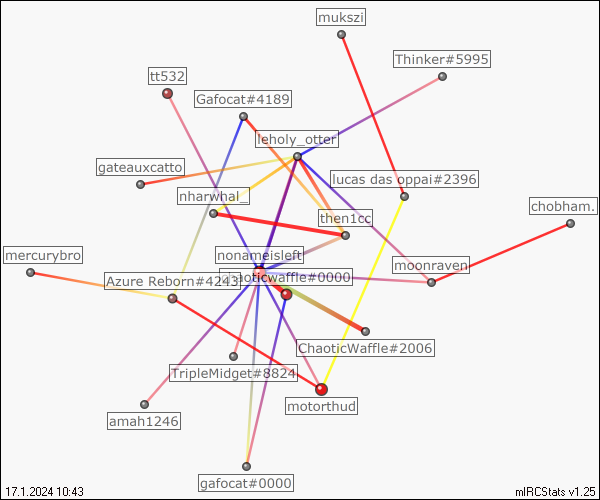 mukszi
Thinker#5995
tt532
Gafocat#4189
leholy_otter
gateauxcatto
lucas das oppai#2396
nharwhal_
chobham.
then1cc
mercurybro
nonameisleft
moonraven
Azure Reborn#4243
chaoticwaffle#0000
ChaoticWaffle#2006
TripleMidget#8824
motorthud
amah1246
gafocat#0000
17.1.2024 10:43
mIRCStats v1.25